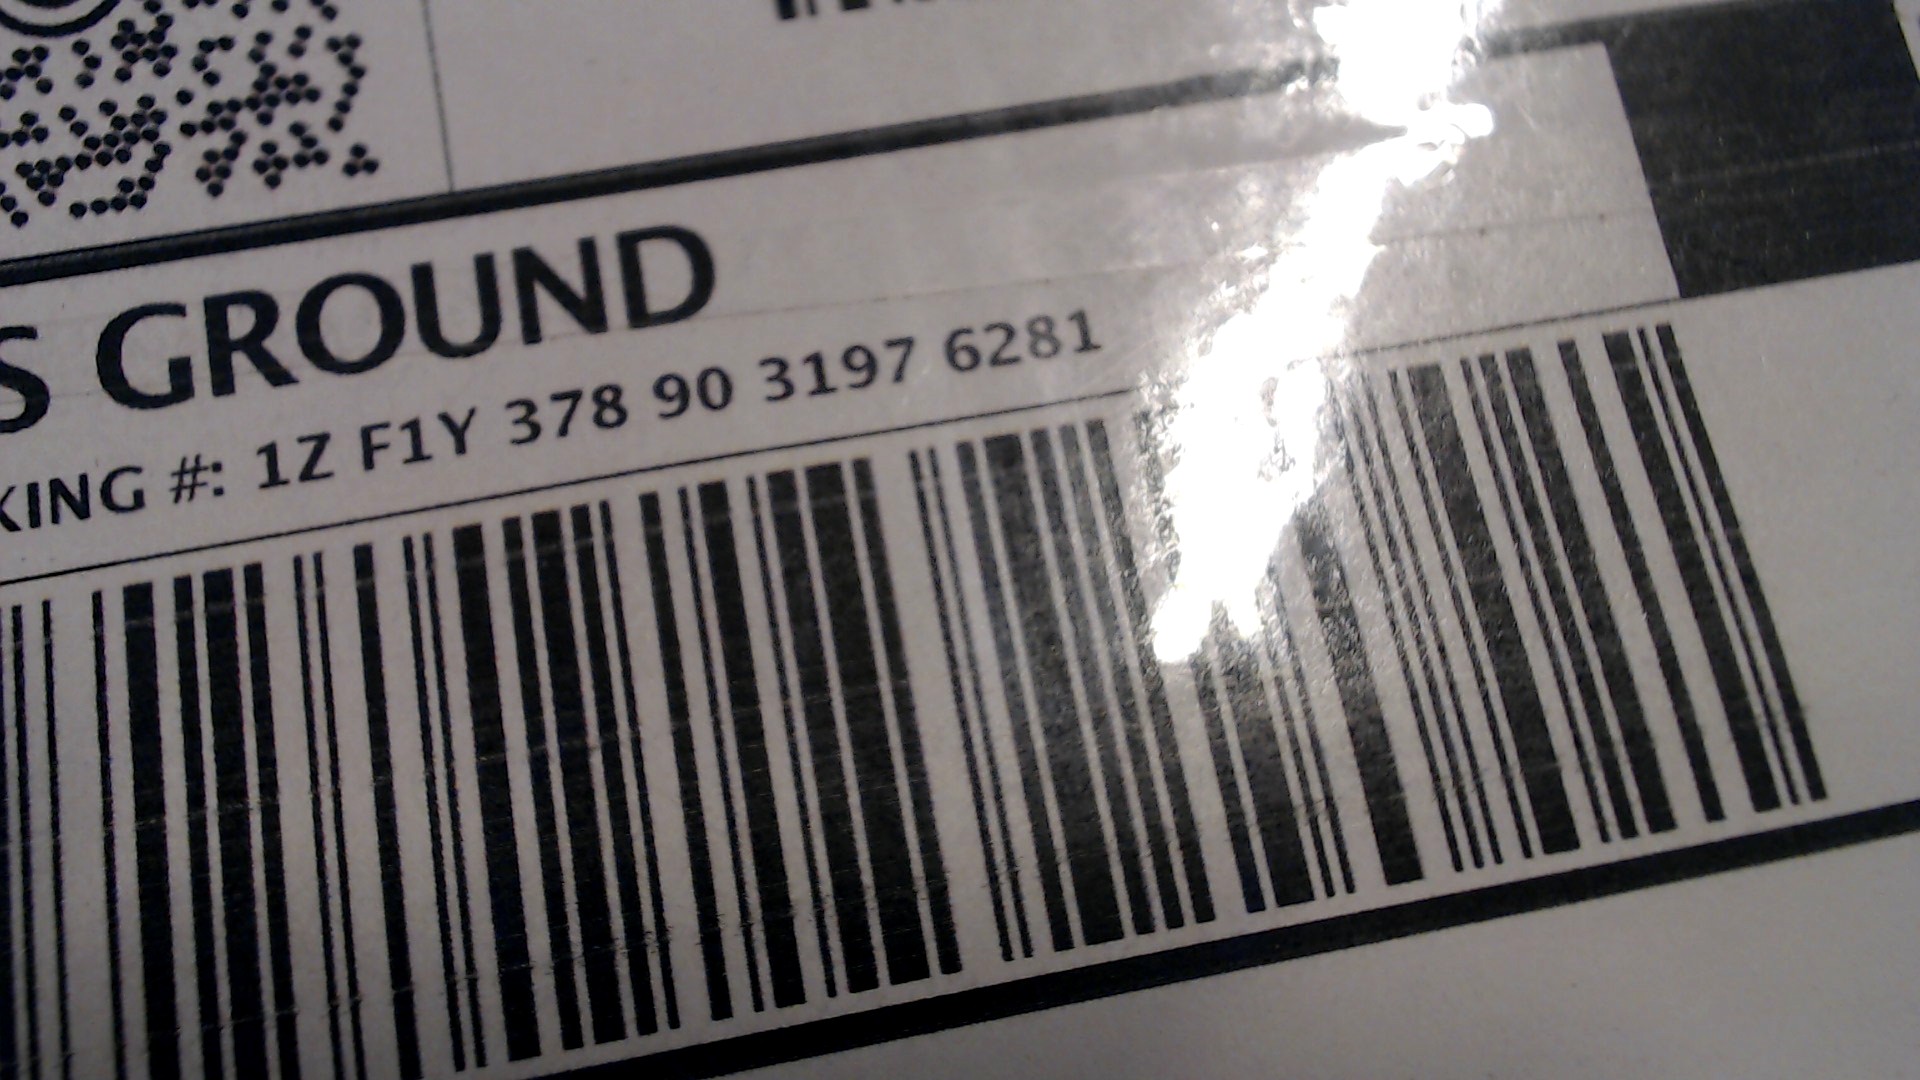 S GROUND
KING #: 1Z F1Y 378 90 3197 6281